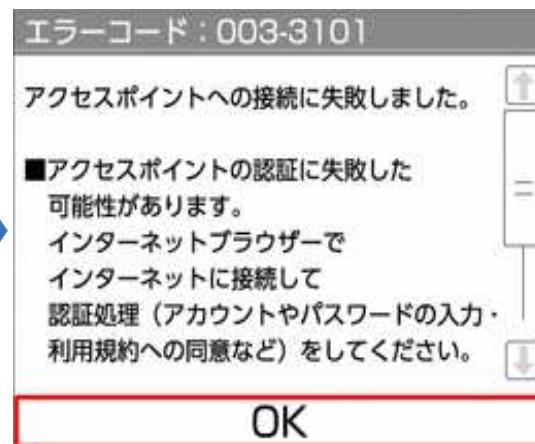 エラーコード：003-3101
アクセスポイントへの接続に失敗しました。
■アクセスポイントの認証に失敗した
可能性があります。
インターネットブラウザーで
インターネットに接続して
認証処理（アカウントやパスワードの入力・
利用規約への同意など）をしてください。
OK